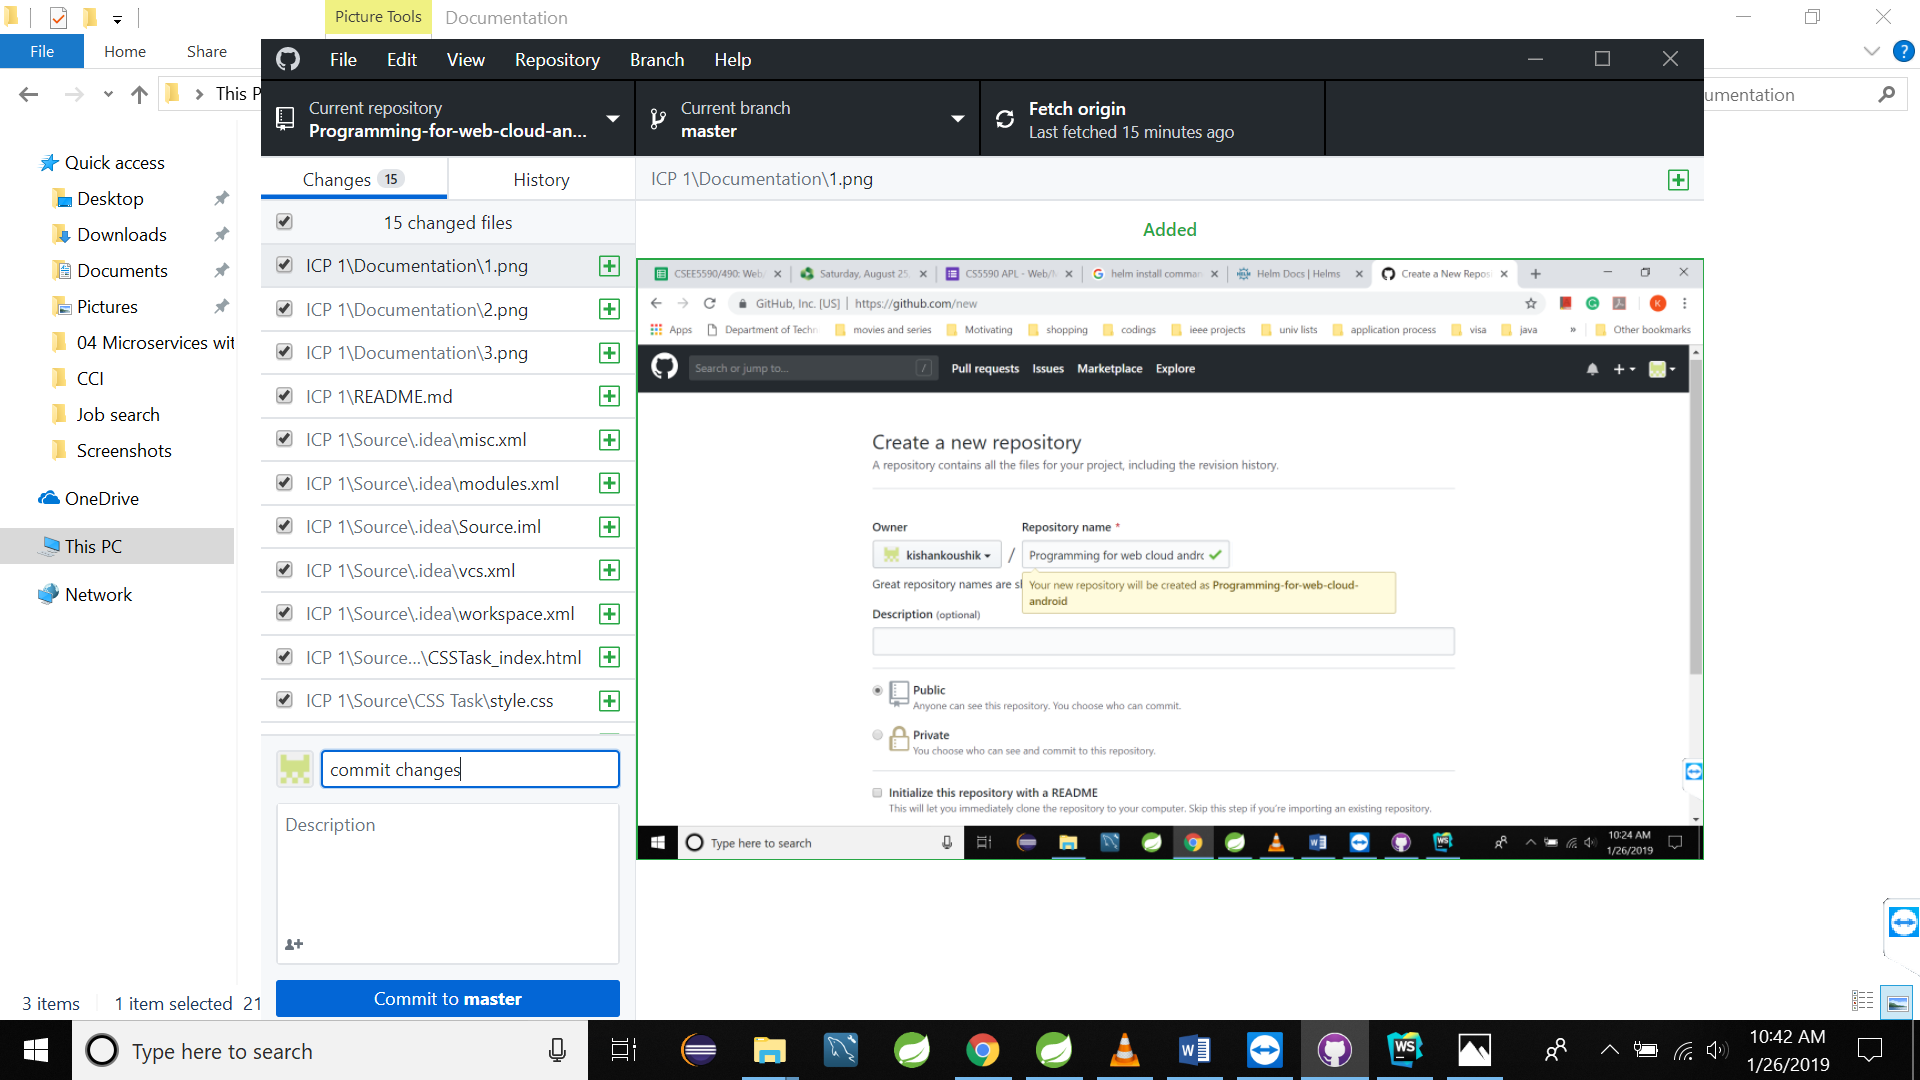 Picture Tools
Documentation
File
Home
Share
This P
umentation
Quick access
Desktop
Downloads
Documents
Pictures
04 Microservices wit
CCI
Job search
Screenshots
OneDrive
This PC
Network
3 items
1 item selected 21
File Edit View Repository Branch Help
Current repository
Programming-for-web-cloud-an...
Current branch
master
Fetch origin
Last fetched 15 minutes ago
Changes 15
History
ICP 1\Documentation\1.png
15 changed files
Added
ICP 1\Documentation\1.png
ICP 1\Documentation\2.png
ICP 1\Documentation\3.png
ICP 1\README.md
ICP 1\Source\.idea\misc.xml
ICP 1\Source\.idea\modules.xml
ICP 1\Source\.idea\Source.iml
ICP 1\Source\.idea\vcs.xml
ICP 1\Source\.idea\workspace.xml
ICP 1\Source...\CSSTask_index.html
ICP 1\Source\CSS Task\style.css
commit changes
Description
Commit to master
CSEE5590/490: Web/
Saturday, August 25,
CS5590 APL - Web/M
helm install comman
Helm Docs | Helms
Create a New Repos
GitHub, Inc. [US] | https://github.com/new
K
Apps
Department of Techn
movies and series
Motivating
shopping
codings
ieee projects
univ lists
application process
visa
java
»
Other bookmarks
Search or jump to... /
Pull requests Issues Marketplace Explore
Create a new repository
A repository contains all the files for your project, including the revision history.
Owner
Repository name *
kishankoushik
/
Programming for web cloud andro
Great repository names are sh
Your new repository will be created as Programming-for-web-cloud-
android
Description (optional)
Public
Anyone can see this repository. You choose who can commit.
Private
You choose who can see and commit to this repository.
Initialize this repository with a README
This will let you immediately clone the repository to your computer. Skip this step if you're importing an existing repository.
Type here to search
WS
10:24 AM
1/26/2019
Type here to search
WS
10:42 AM
1/26/2019